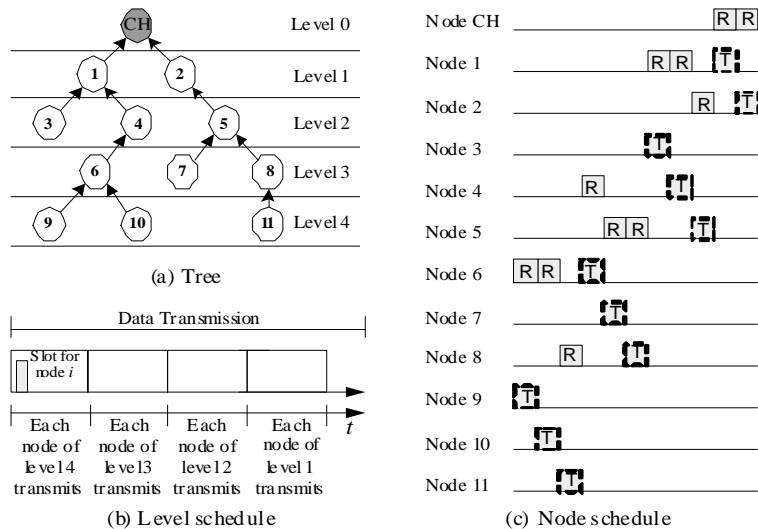 CH
Level 0
1
2
Level 1
3
4
5
Level 2
6
7
8
Level 3
9
10
11
Level 4
(a) Tree
Data Transmission
Slot for
node i
t
Each
node of
level 4
transmits
Each
node of
level 3
transmits
Each
node of
level 2
transmits
Each
node of
level 1
transmits
(b) Level schedule
Node CH
R R
Node 1
R R T
Node 2
R T
Node 3
T
Node 4
R T
Node 5
R R T
Node 6
R R T
Node 7
T
Node 8
R T
Node 9
T
Node 10
T
Node 11
T
(c) Node schedule